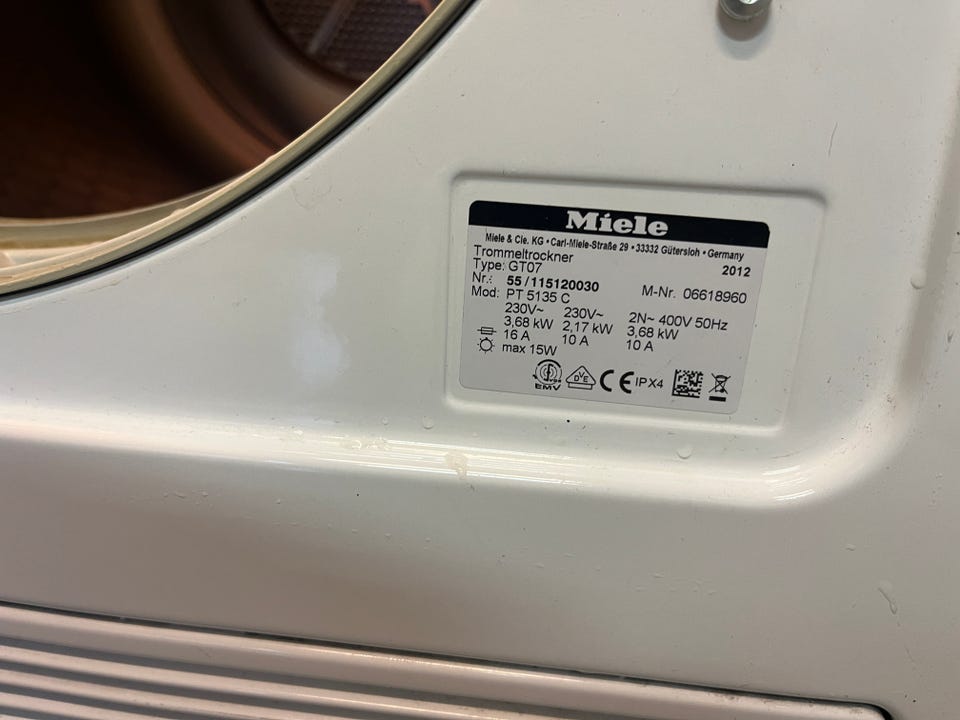 Miele
Miele & Cie. KG • Carl-Miele-Straße 29 • 33332 Gütersloh • Germany
Trommeltrockner 2012
Type: GT07
Nr.: 55 / 115120030 M-Nr. 06618960
Mod: PT 5135 C
230V~ 230V~ 2N~ 400V 50Hz
3,68 kW 2,17 kW 3,68 kW
16 A 10 A 10 A
max 15W
EMV DVE CE IPX4